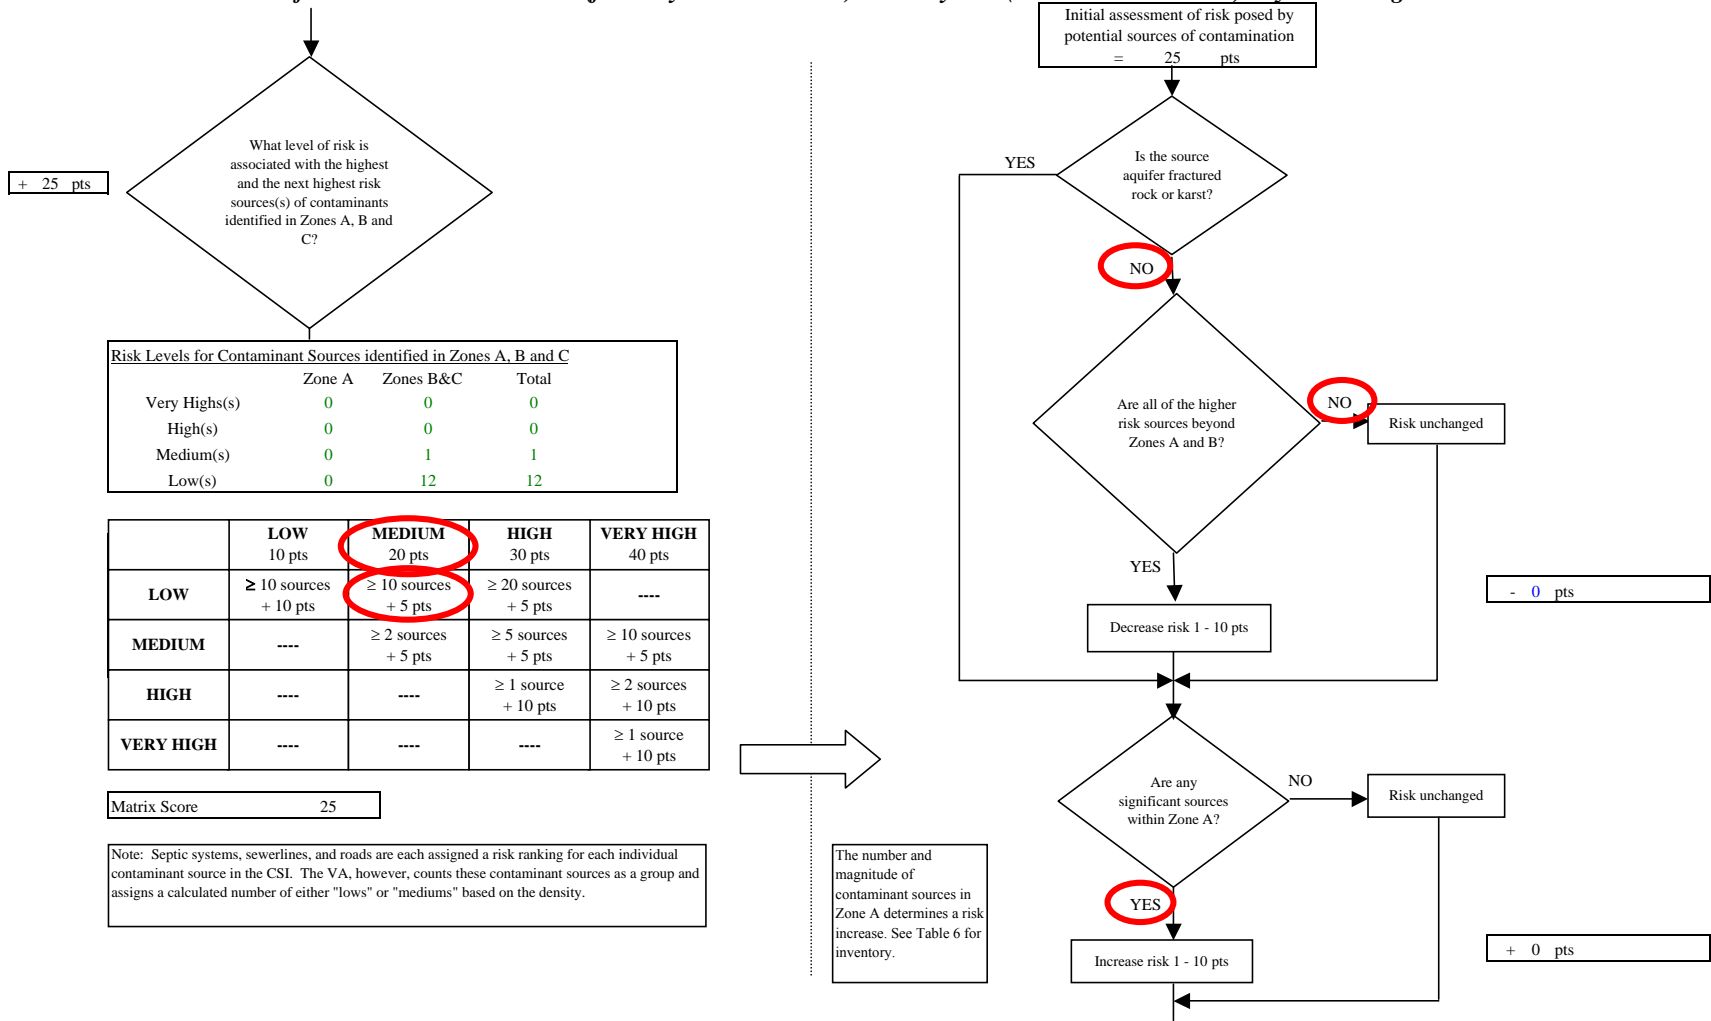 Initial assessment of risk posed by
potential sources of contamination
= 25 pts
What level of risk is
associated with the highest
and the next highest risk
sources(s) of contaminants
identified in Zones A, B and
C?
+ 25 pts
Risk Levels for Contaminant Sources identified in Zones A, B and C
Zone A Zones B&C Total
Very Highs(s) 0 0 0
High(s) 0 0 0
Medium(s) 0 1 1
Low(s) 0 12 12
LOW MEDIUM HIGH VERY HIGH
10 pts 20 pts 30 pts 40 pts
LOW ≥ 10 sources ≥ 10 sources ≥ 20 sources ----
+ 10 pts + 5 pts + 5 pts
MEDIUM ---- ≥ 2 sources ≥ 5 sources ≥ 10 sources
+ 5 pts + 5 pts + 5 pts
HIGH ---- ---- ≥ 1 source ≥ 2 sources
+ 10 pts + 10 pts
VERY HIGH ---- ---- ---- ≥ 1 source
+ 10 pts
Matrix Score 25
Note: Septic systems, sewerlines, and roads are each assigned a risk ranking for each individual
contaminant source in the CSI. The VA, however, counts these contaminant sources as a group and
assigns a calculated number of either "lows" or "mediums" based on the density.
Is the source
aquifer fractured
rock or karst?
YES
NO
Are all of the higher
risk sources beyond
Zones A and B?
NO
Risk unchanged
YES
Decrease risk 1 - 10 pts
- 0 pts
Are any
significant sources
within Zone A?
NO
Risk unchanged
YES
The number and
magnitude of
contaminant sources in
Zone A determines a risk
increase. See Table 6 for
inventory.
Increase risk 1 - 10 pts
+ 0 pts